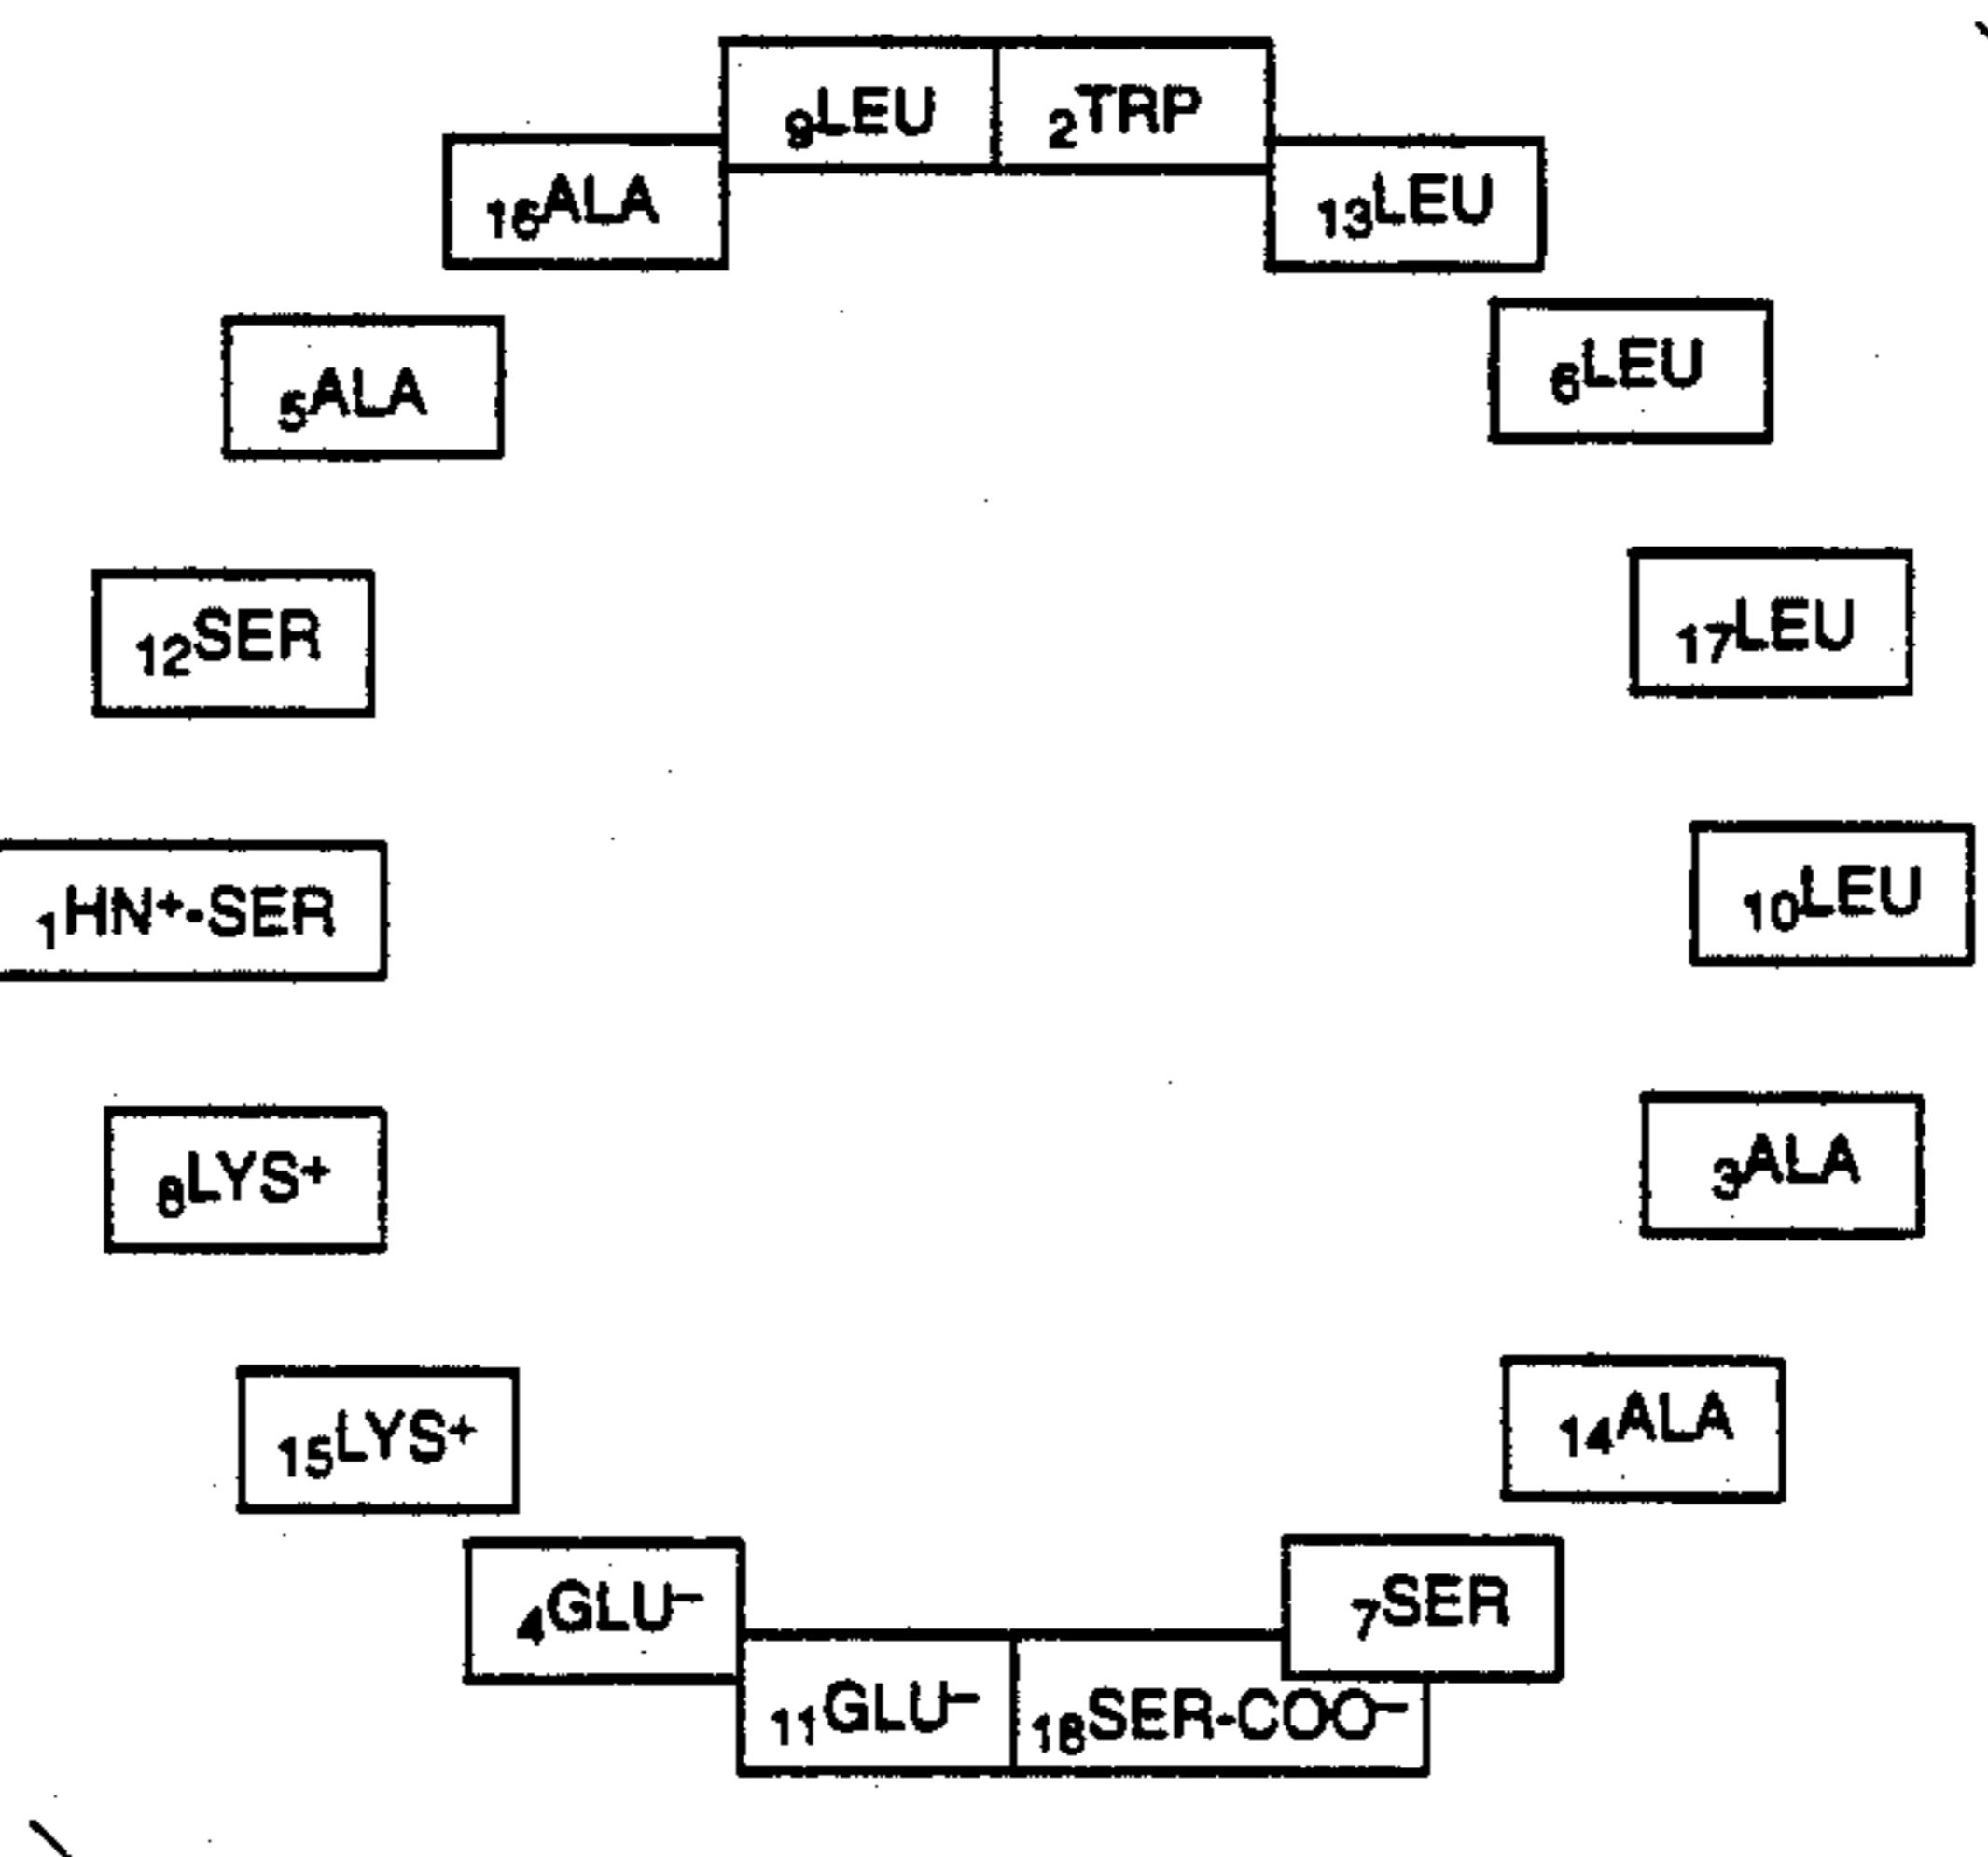 9LEU 2TRP
16ALA 13LEU
5ALA 6LEU
12SER 17LEU
1HN+-SER 10LEU
8LYS+ 3ALA
15LYS+ 14ALA
4GLU- 7SER
11GLU- 18SER-COO-